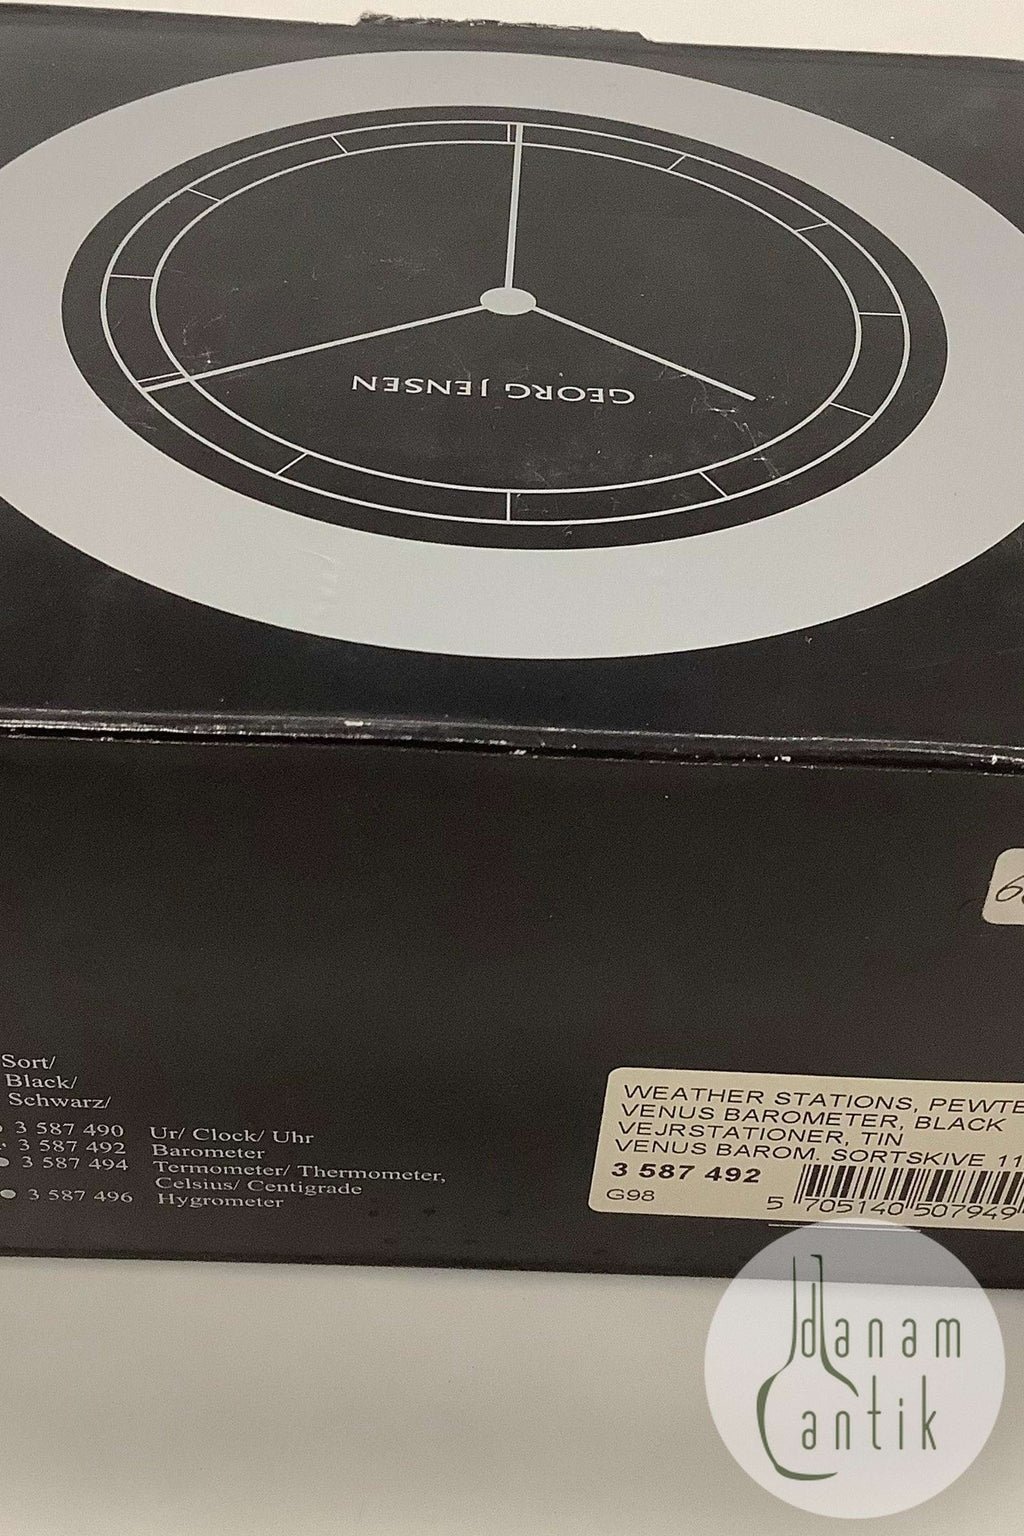 GEORG JENSEN
Sort/
Black/
Schwarz/
3 587 490 Ur/ Clock/ Uhr
3 587 492 Barometer
3 587 494 Termometer/ Thermometer,
Celsius/ Centigrade
3 587 496 Hygrometer
WEATHER STATIONS, PEWTE
VENUS BAROMETER, BLACK
VEJRSTATIONER, TIN
VENUS BAROM. SORTSKIVE 11
3 587 492
G98
5 705140 507949
danam
antik